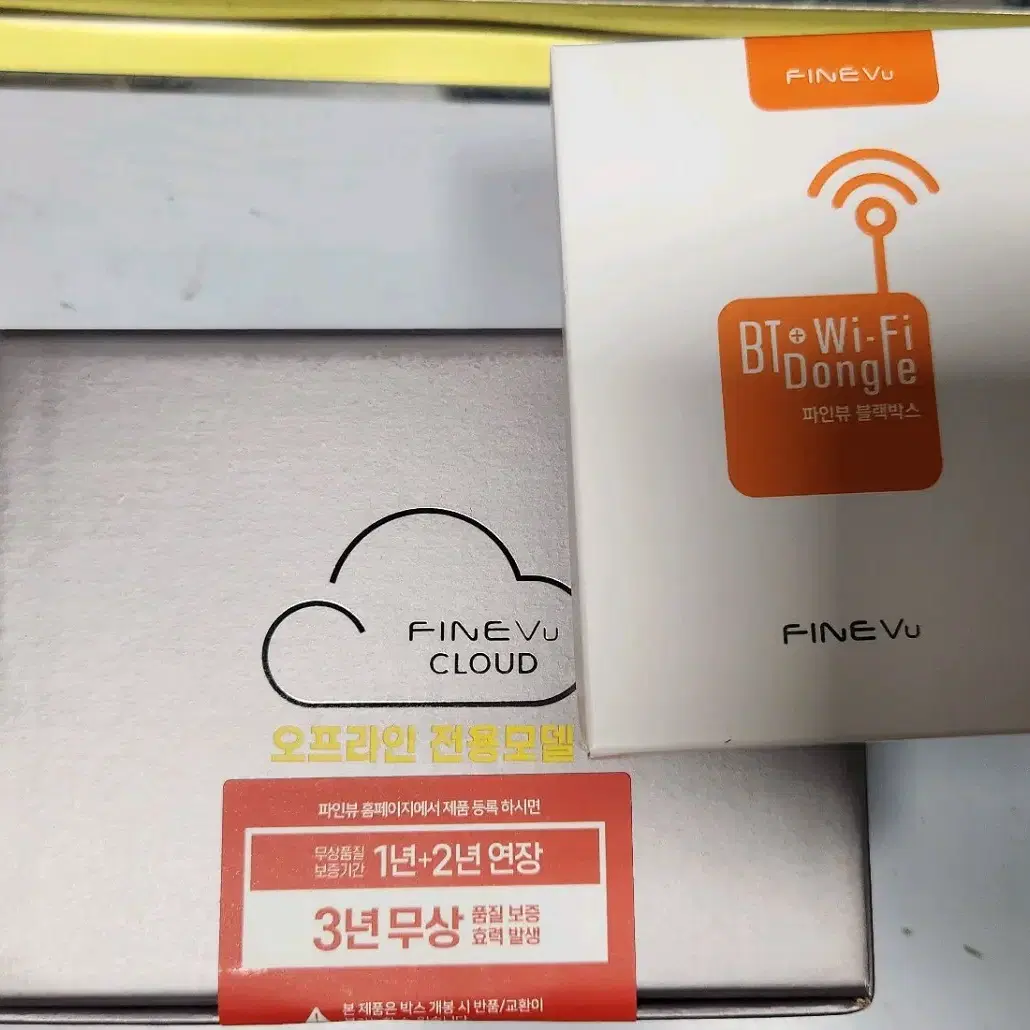 FINEVu
BT+Wi-Fi
Dongle
파인뷰 블랙박스
FINEVu
FINEVu
CLOUD
오프라인 전용모델
파인뷰 홈페이지에서 제품 등록 하시면
무상품질
보증기간
1년+2년 연장
3년 무상
품질 보증
효력 발생
본 제품은 박스 개봉 시 반품/교환이